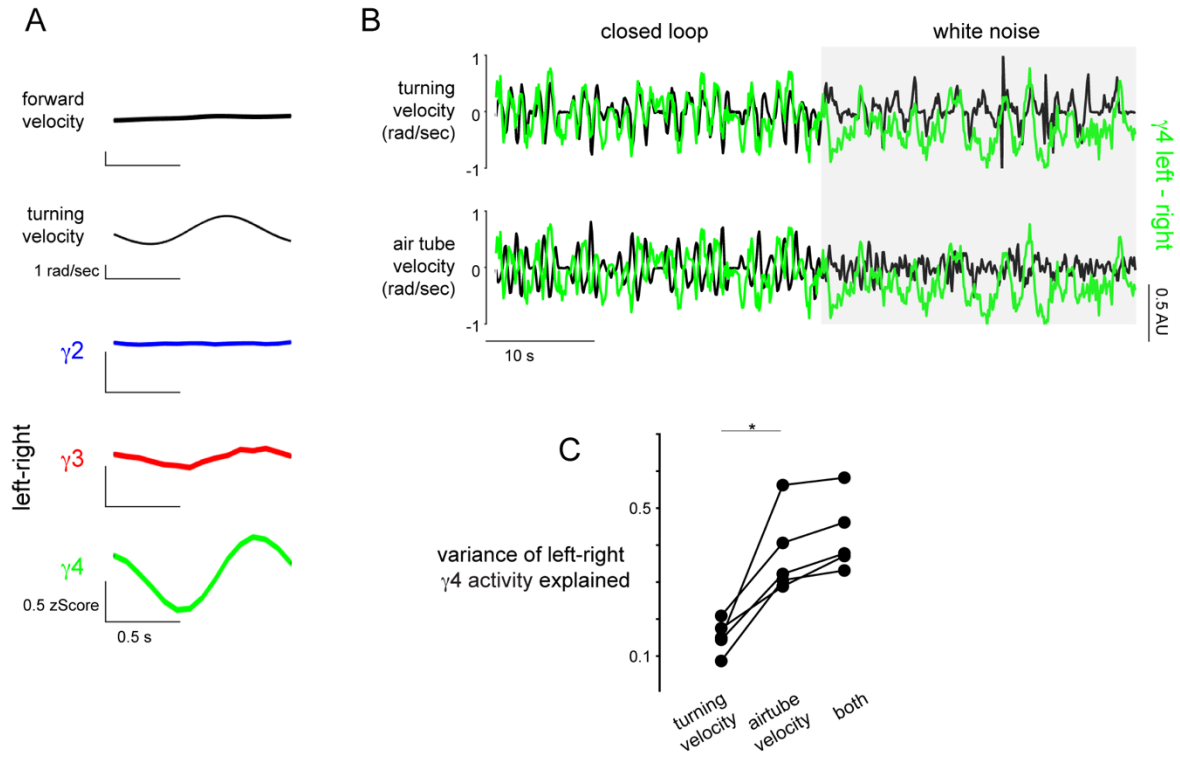 A
forward
velocity
turning
velocity
1 rad/sec
γ2
γ3
γ4
left-right
0.5 zScore
0.5 s
B
closed loop
white noise
turning
velocity
(rad/sec)
1
0
-1
air tube
velocity
(rad/sec)
1
0
-1
10 s
γ4 left - right
0.5 AU
C
*
variance of left-right
γ4 activity explained
0.5
0.1
turning
velocity
airtube
velocity
both